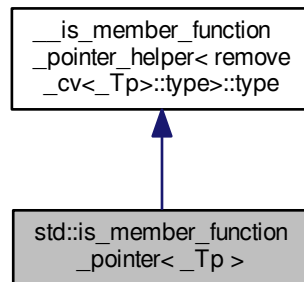 __is_member_function
_pointer_helper< remove
_cv<_Tp>::type>::type
std::is_member_function
_pointer< _Tp >